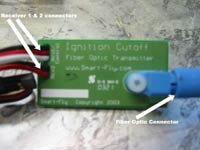 Receiver 1 & 2 connectors
Ignition Cutoff
Fiber Optic Transmitter
www.Smart-Fly.com
Smart-Fly Copyright 2003
Fiber Optic Connector